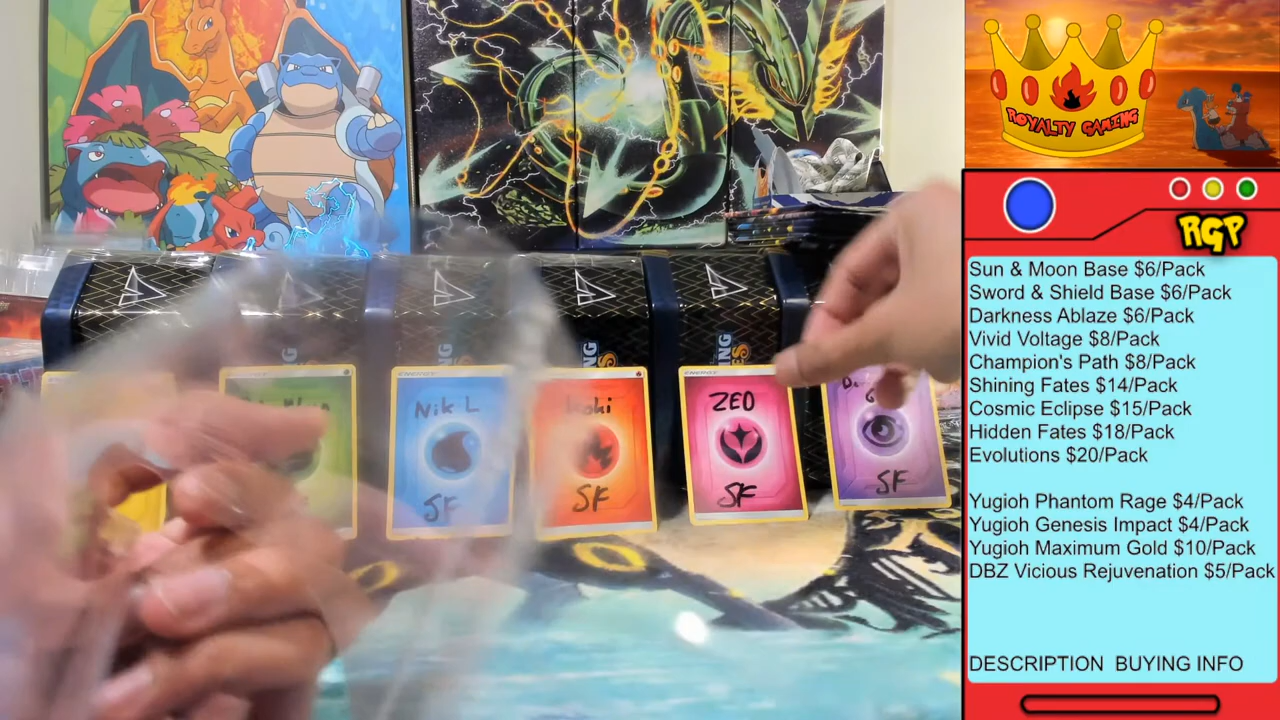 ROYALTY GAMING
RGP
Sun & Moon Base $6/Pack
Sword & Shield Base $6/Pack
Darkness Ablaze $6/Pack
Vivid Voltage $8/Pack
Champion's Path $8/Pack
Shining Fates $14/Pack
Cosmic Eclipse $15/Pack
Hidden Fates $18/Pack
Evolutions $20/Pack
Yugioh Phantom Rage $4/Pack
Yugioh Genesis Impact $4/Pack
Yugioh Maximum Gold $10/Pack
DBZ Vicious Rejuvenation $5/Pack
DESCRIPTION BUYING INFO
ENERGY
Nik L
SF
SF
ENERGY
ZED
SF
SF